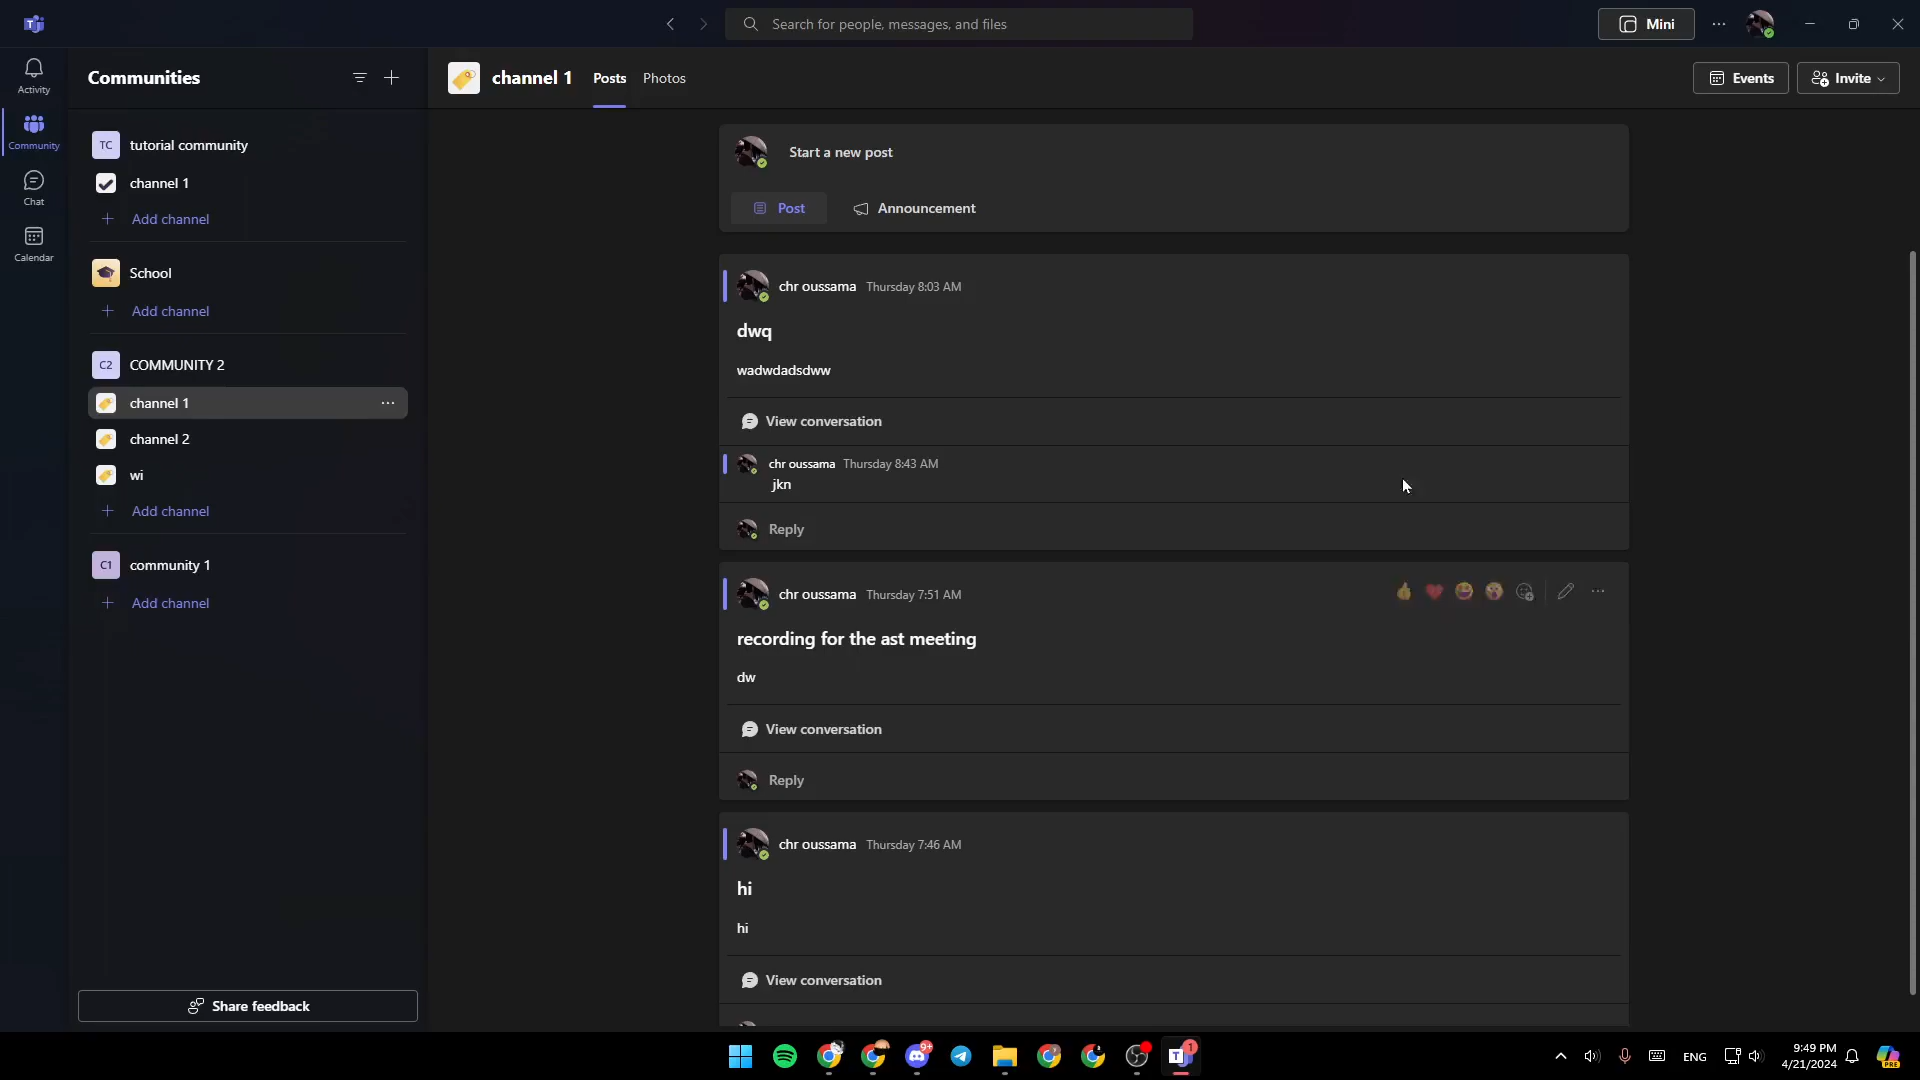 Search for people, messages, and files
Mini
Activity
Community
Chat
Calendar
Communities
TC tutorial community
channel 1
Add channel
School
Add channel
C2 COMMUNITY 2
channel 1
channel 2
wi
Add channel
C1 community 1
Add channel
Share feedback
channel 1 Posts Photos
Events Invite
Start a new post
Post Announcement
chr oussama Thursday 8:03 AM
dwq
wadwdadsdww
View conversation
chr oussama Thursday 8:43 AM
jkn
Reply
chr oussama Thursday 7:51 AM
recording for the ast meeting
dw
View conversation
Reply
chr oussama Thursday 7:46 AM
hi
hi
View conversation
9+
1
ENG
9:49 PM
4/21/2024
PRE